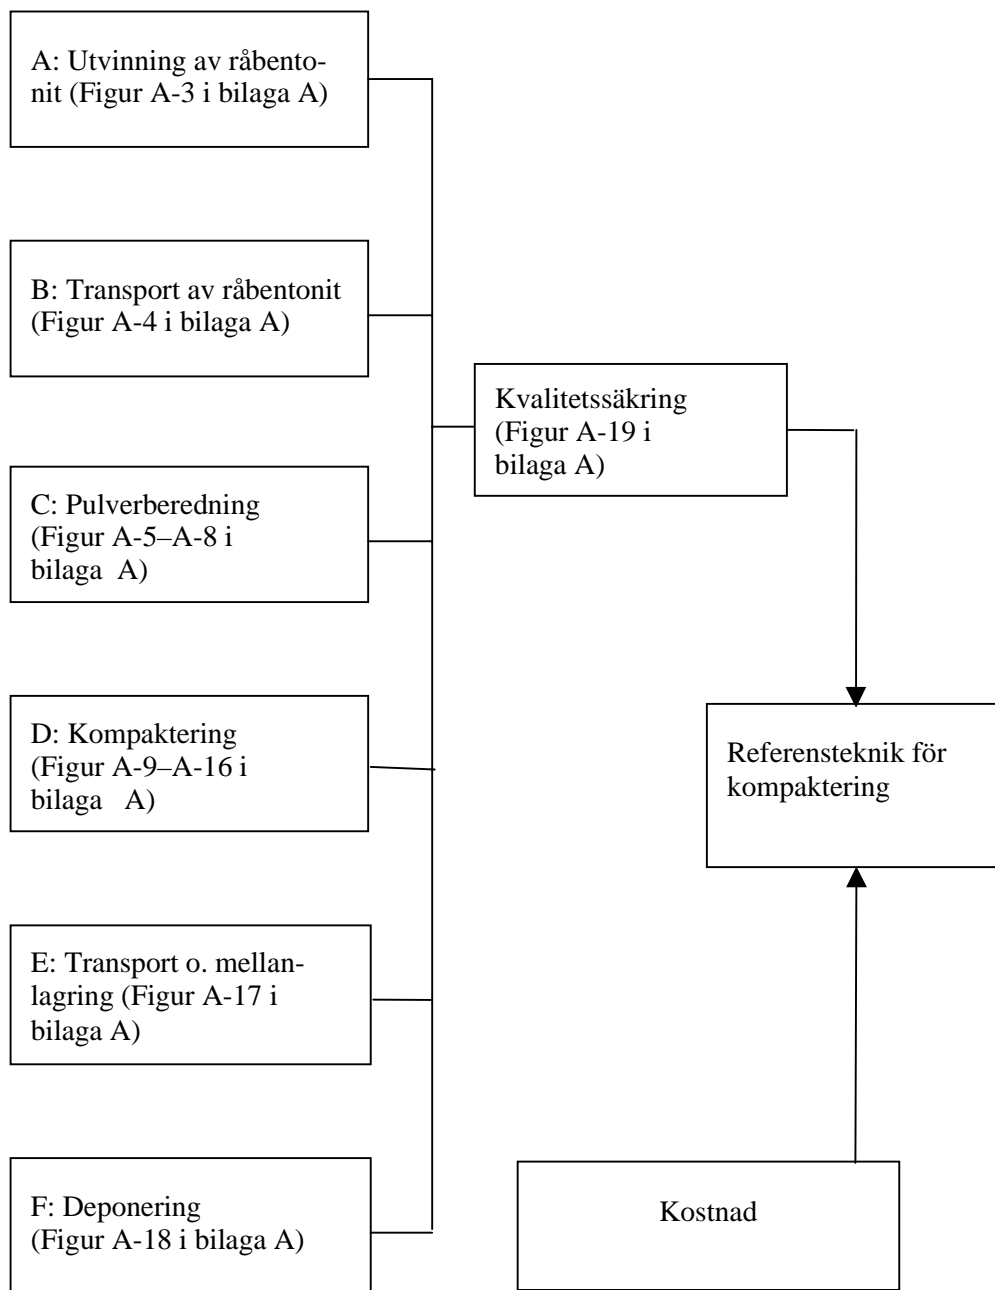 A: Utvinning av råbento-
nit (Figur A-3 i bilaga A)
B: Transport av råbentonit
(Figur A-4 i bilaga A)
C: Pulverberedning
(Figur A-5–A-8 i
bilaga A)
D: Kompaktering
(Figur A-9–A-16 i
bilaga A)
E: Transport o. mellan-
lagring (Figur A-17 i
bilaga A)
F: Deponering
(Figur A-18 i bilaga A)
Kvalitetssäkring
(Figur A-19 i
bilaga A)
Referensteknik för
kompaktering
Kostnad